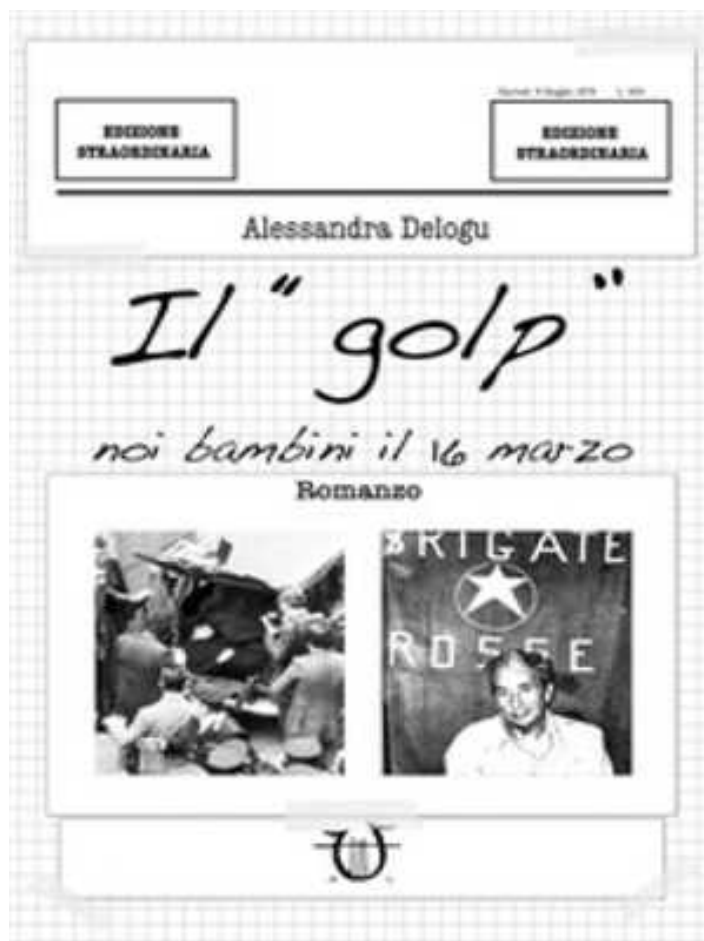 EDIZIONE
STRAORDINARIA
EDIZIONE
STRAORDINARIA
Alessandra Delogu
Il "golp"
noi bambini il 16 marzo
Romanzo
BRIGATE
ROSSE